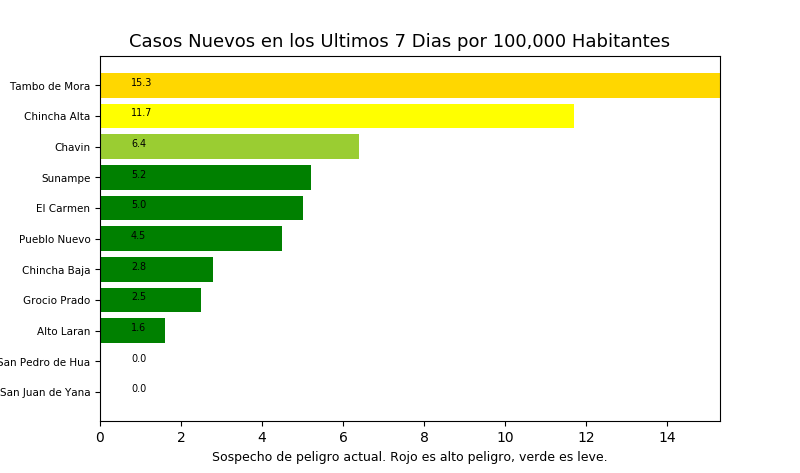 Casos Nuevos en los Ultimos 7 Dias por 100,000 Habitantes
Tambo de Mora 15.3
Chincha Alta 11.7
Chavin 6.4
Sunampe 5.2
El Carmen 5.0
Pueblo Nuevo 4.5
Chincha Baja 2.8
Grocio Prado 2.5
Alto Laran 1.6
San Pedro de Hua 0.0
San Juan de Yana 0.0
0 2 4 6 8 10 12 14
Sospecho de peligro actual. Rojo es alto peligro, verde es leve.